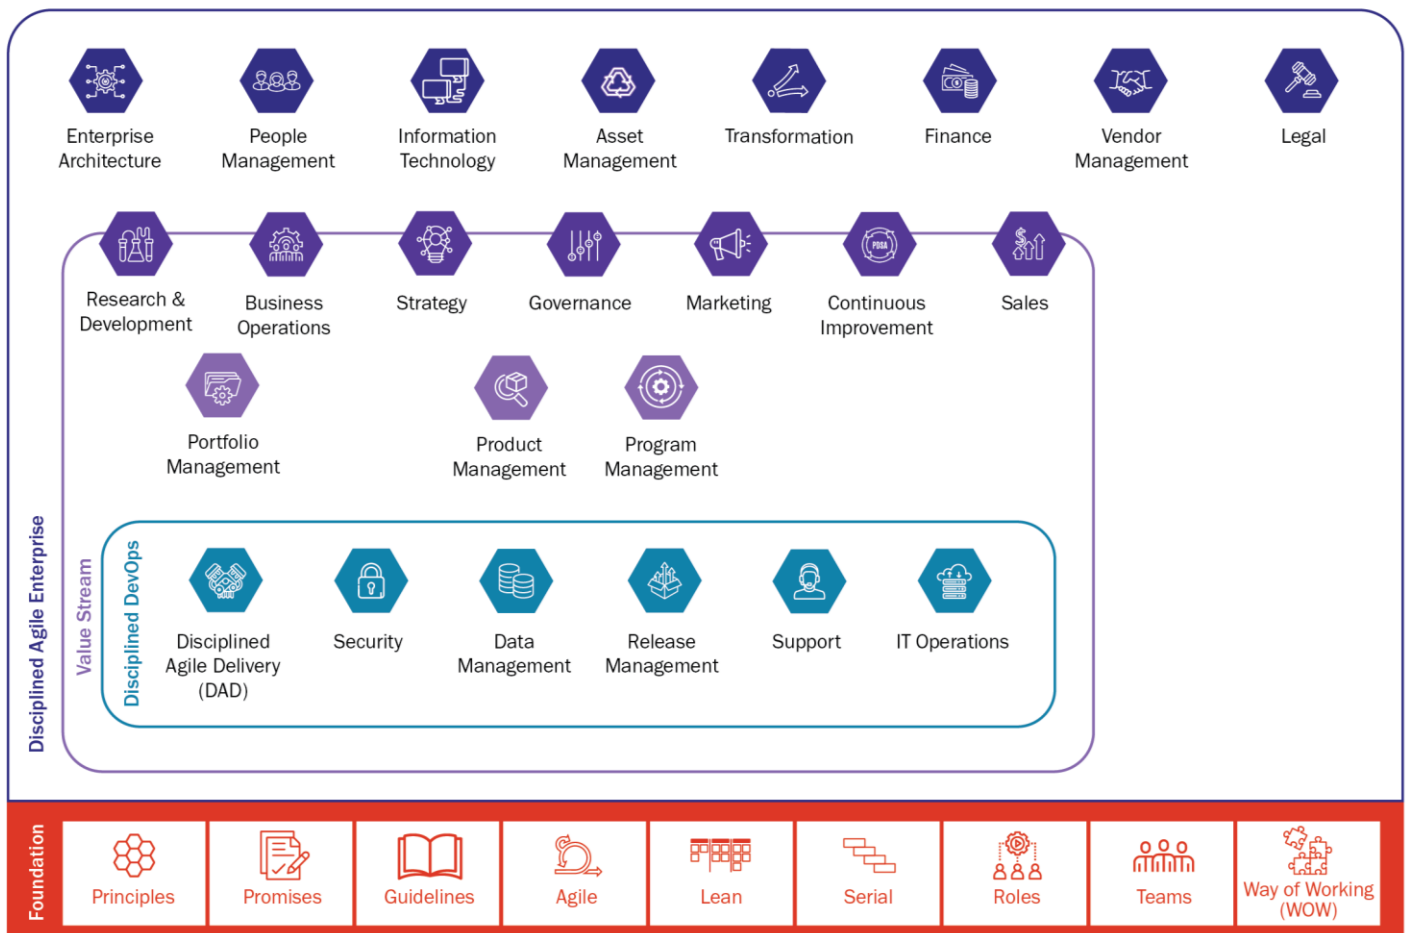 Enterprise
Architecture
People
Management
Information
Technology
Asset
Management
Transformation
Finance
Vendor
Management
Legal
PDSA
Research &
Development
Business
Operations
Strategy
Governance
Marketing
Continuous
Improvement
$
Sales
Portfolio
Management
Product
Management
Program
Management
Disciplined Agile Enterprise
Value Stream
Disciplined DevOps
Disciplined
Agile Delivery
(DAD)
Security
Data
Management
Release
Management
Support
IT Operations
Foundation
Principles
Promises
Guidelines
Agile
Lean
Serial
Roles
Teams
Way of Working
(WOW)